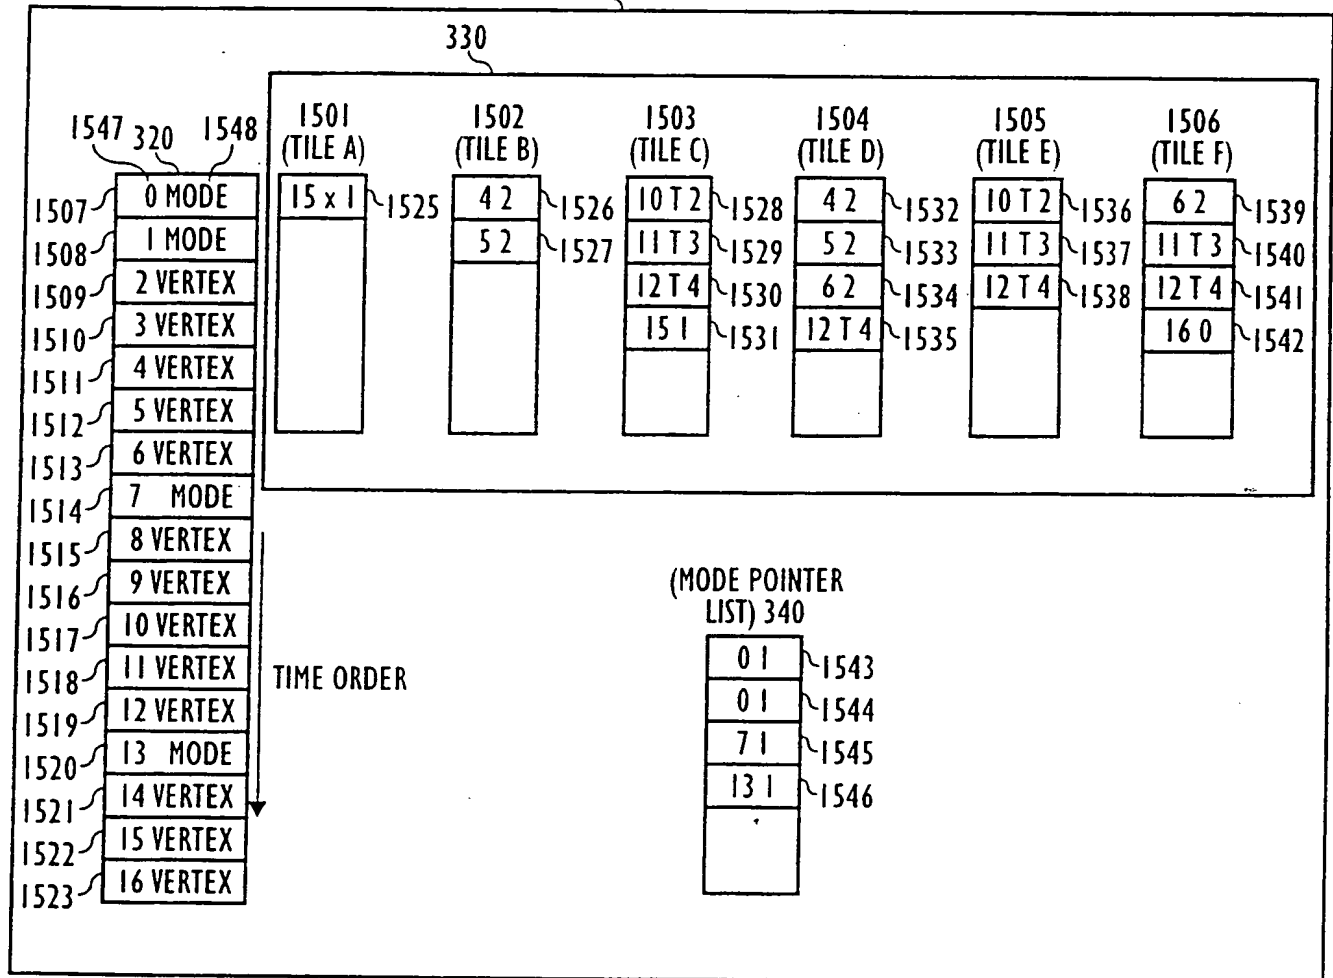 330
1547 320 1548
1501 (TILE A)
1502 (TILE B)
1503 (TILE C)
1504 (TILE D)
1505 (TILE E)
1506 (TILE F)
1507 0 MODE
1508 1 MODE
1509 2 VERTEX
1510 3 VERTEX
1511 4 VERTEX
1512 5 VERTEX
1513 6 VERTEX
1514 7 MODE
1515 8 VERTEX
1516 9 VERTEX
1517 10 VERTEX
1518 11 VERTEX
1519 12 VERTEX
1520 13 MODE
1521 14 VERTEX
1522 15 VERTEX
1523 16 VERTEX
15 x 1 1525
4 2 1526
5 2 1527
10 T 2 1528
11 T 3 1529
12 T 4 1530
15 1 1531
4 2 1532
5 2 1533
6 2 1534
12 T 4 1535
10 T 2 1536
11 T 3 1537
12 T 4 1538
6 2 1539
11 T 3 1540
12 T 4 1541
16 0 1542
TIME ORDER
(MODE POINTER
LIST) 340
0 1 1543
0 1 1544
7 1 1545
13 1 1546